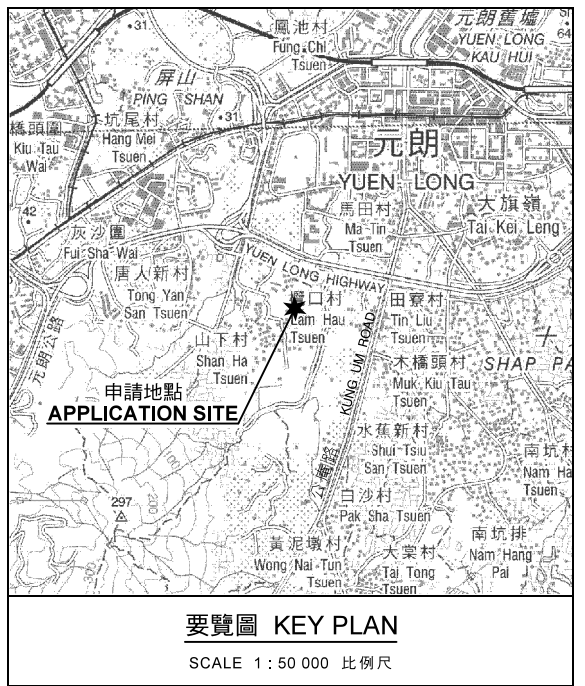 鳳池村
Fung Chi
Tsuen
元朗舊墟
YUEN LONG
KAU HUI
31
64
屏山
PING SHAN
31
坑尾村
Hang Mei
Tsuen
橋頭圍
Kiu Tau
Wai
元朗
YUEN LONG
42
灰沙圍
Fui Sha Wai
馬田村
Ma Tin
Tsuen
大旗嶺
Tai Kei Leng
YUEN LONG HIGHWAY
唐人新村
Tong Yan
San Tsuen
元朗公路
欖口村
Lam Hau
Tsuen
田寮村
Tin Liu
Tsuen
山下村
Shan Ha
Tsuen
KUNG UM ROAD
木橋頭村
Muk Kiu Tau
Tsuen
SHAP PA
申請地點
APPLICATION SITE
水蕉新村
Shui Tsiu
San Tsuen
公庵路
南坑村
Nam Ha
Tsuen
297
200
白沙村
Pak Sha Tsuen
黃泥墩村
Wong Nai Tun
Tsuen
大棠村
Tai Tong
Tsuen
南坑排
Nam Hang
Pai
要覽圖 KEY PLAN
SCALE 1 : 50 000 比例尺